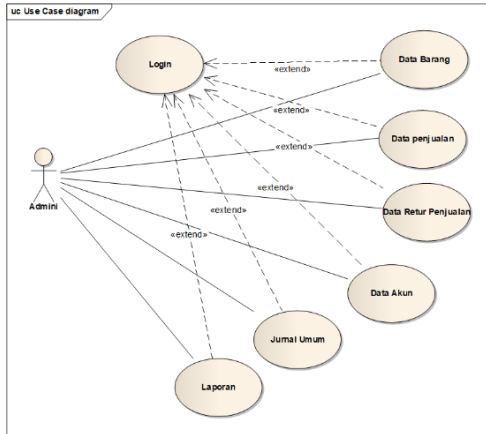 uc Use Case diagram
Login
Data Barang
«extend»
«extend»
Data penjualan
Admini
«extend»
Data Retur Penjualan
«extend»
«extend»
Data Akun
Jurnal Umum
Laporan